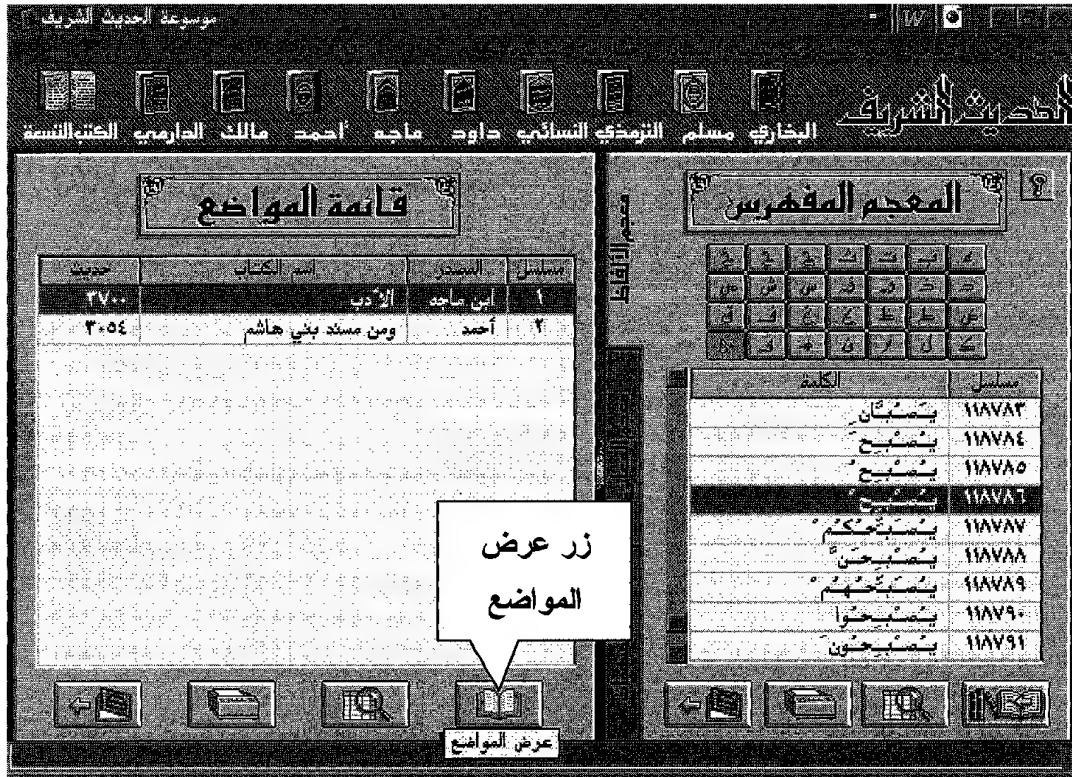 موسوعة الحديث الشريف
الحديث الشريف
البخاري مسلم الترمذي النسائي داود ماجه أحمد مالك الدارمي الكتب التسعة
المعجم المفهرس
معجم الألفاظ
ء ب ت ث ج ح خ
د ذ ر ز س ش ص
ض ط ظ ع غ ف ق
ك ل م ن ه و ي
مسلسل الكلمة
١١٨٧٨٣ يَصُبَّانِ
١١٨٧٨٤ يُصْبِحَ
١١٨٧٨٥ يُصْبِحُ
١١٨٧٨٦
١١٨٧٨٧ يُصَبِّحُكُمْ
١١٨٧٨٨ يُصْبِحَنَّ
١١٨٧٨٩ يُصَبِّحُهُمْ
١١٨٧٩٠ يُصْبِحُوا
١١٨٧٩١ يُصْبِحُونَ
قائمة المواضع
مسلسل المصدر اسم الكتاب حديث
١ ابن ماجه الأدب ٣٧٠٠
٢ أحمد ومن مسند بني هاشم ٣٠٥٤
زر عرض
المواضع
عرض المواضع